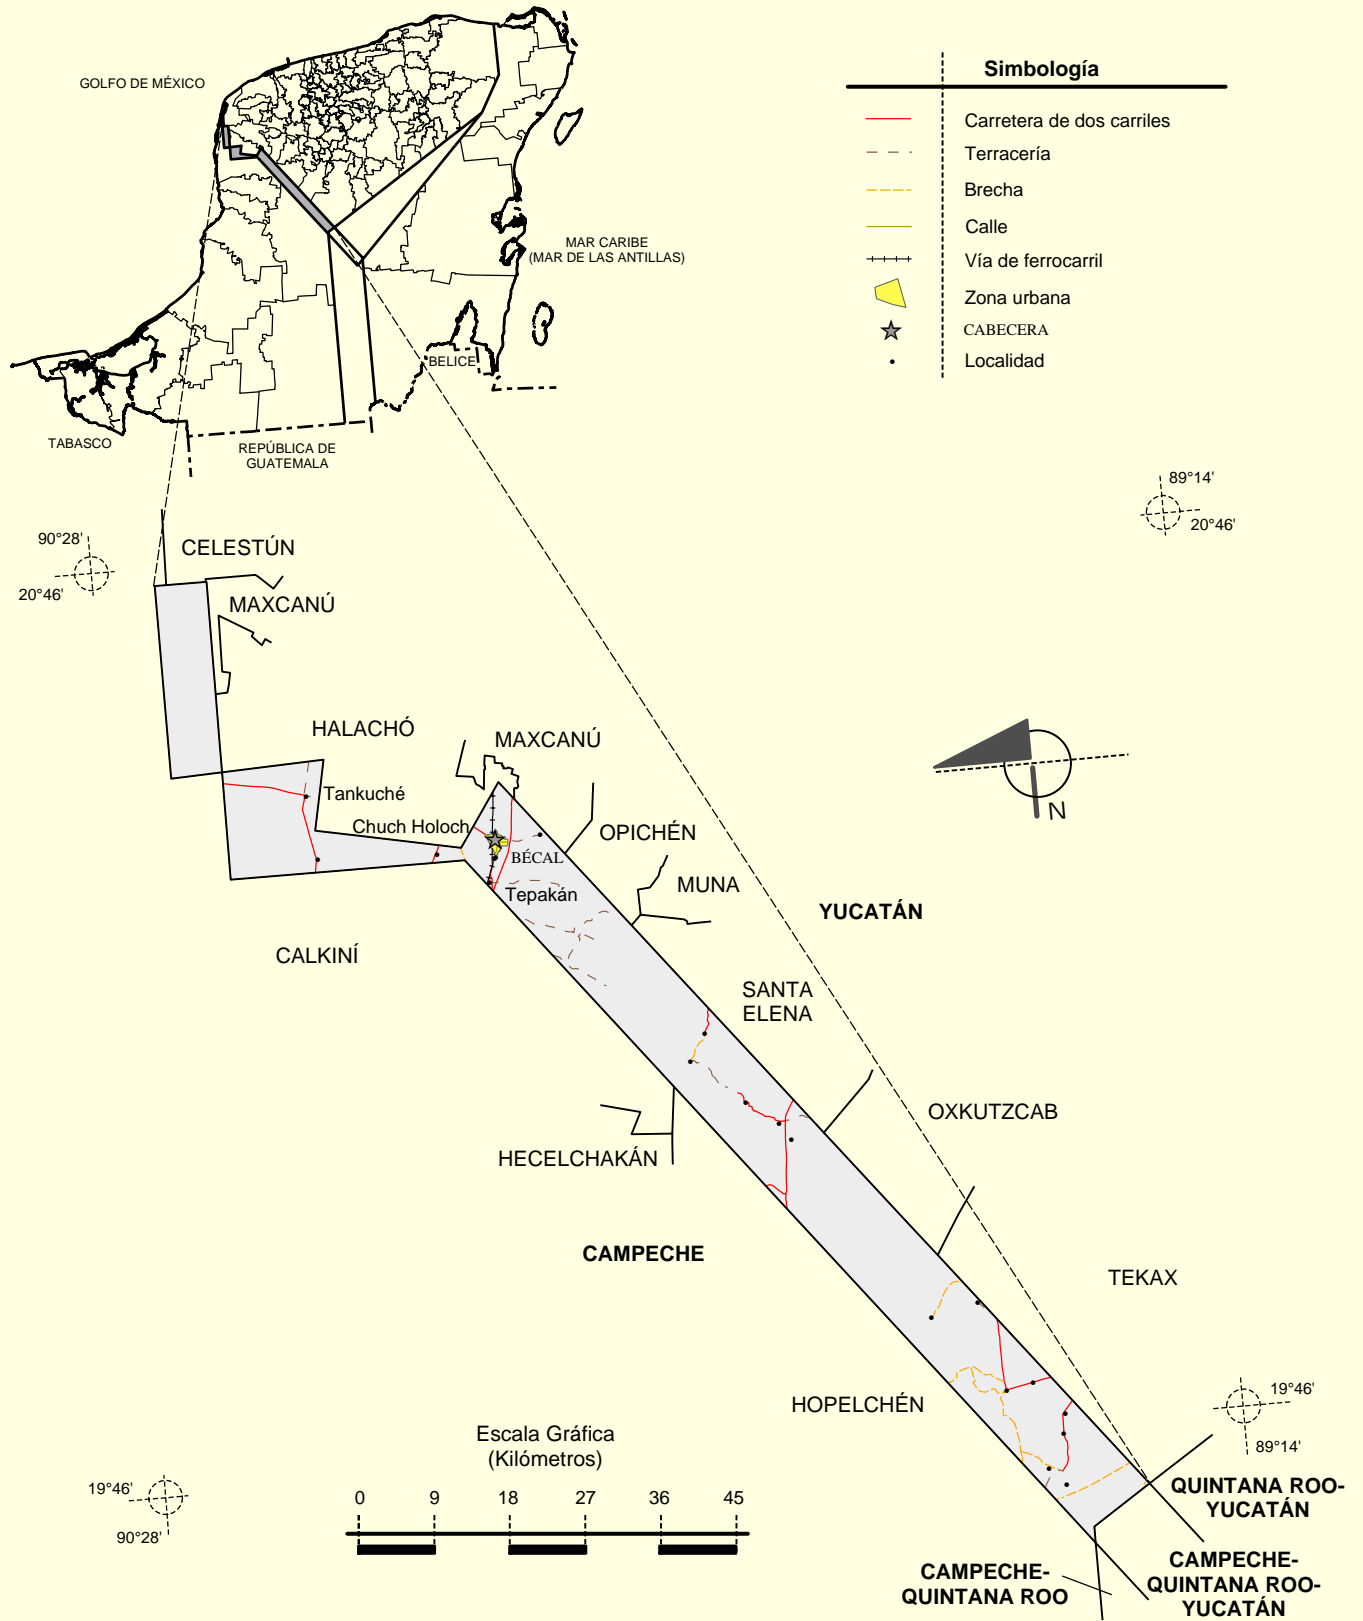 GOLFO DE MÉXICO
MAR CARIBE
(MAR DE LAS ANTILLAS)
BELICE
TABASCO
REPÚBLICA DE
GUATEMALA
Simbología
Carretera de dos carriles
Terracería
Brecha
Calle
Vía de ferrocarril
Zona urbana
CABECERA
Localidad
89°14'
20°46'
90°28'
20°46'
CELESTÚN
MAXCANÚ
HALACHÓ
MAXCANÚ
Tankuché
Chuch Holoch
OPICHÉN
BÉCAL
MUNA
Tepakán
YUCATÁN
CALKINÍ
N
SANTA
ELENA
OXKUTZCAB
HECELCHAKÁN
CAMPECHE
TEKAX
HOPELCHÉN
19°46'
89°14'
Escala Gráfica
(Kilómetros)
0 9 18 27 36 45
19°46'
90°28'
QUINTANA ROO-
YUCATÁN
CAMPECHE-
QUINTANA ROO
CAMPECHE-
QUINTANA ROO-
YUCATÁN